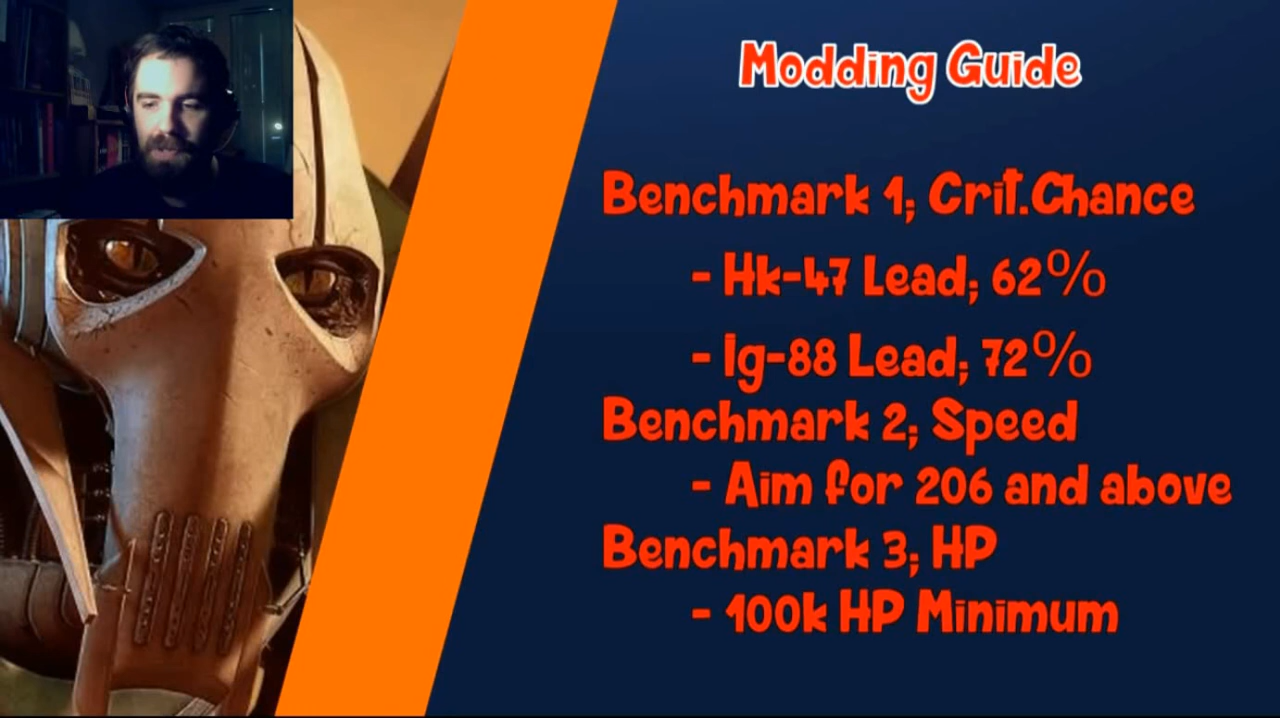 Modding Guide
Benchmark 1; Crit.Chance
- Hk-47 Lead; 62%
- Ig-88 Lead; 72%
Benchmark 2; Speed
- Aim for 206 and above
Benchmark 3; HP
- 100k HP Minimum